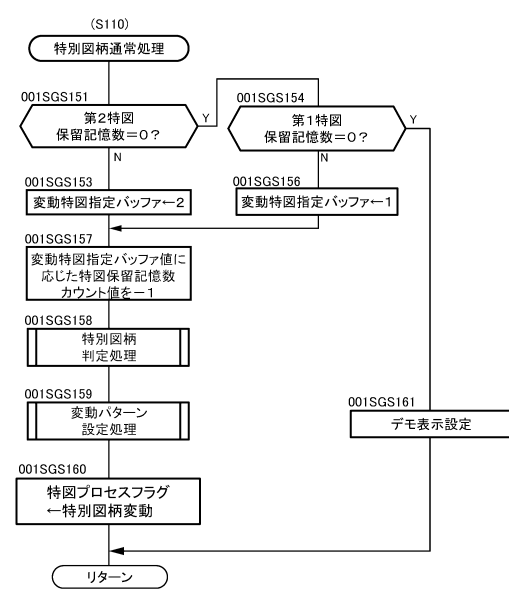 (S110)
特別図柄通常処理
001SGS151
第2特図
保留記憶数=0?
Y
N
001SGS154
第1特図
保留記憶数=0?
Y
N
001SGS153
変動特図指定バッファ←2
001SGS156
変動特図指定バッファ←1
001SGS157
変動特図指定バッファ値に
応じた特図保留記憶数
カウント値を-1
001SGS158
特別図柄
判定処理
001SGS159
変動パターン
設定処理
001SGS161
デモ表示設定
001SGS160
特図プロセスフラグ
←特別図柄変動
リターン